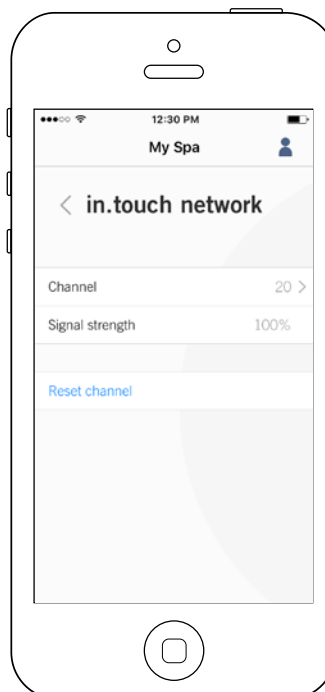 12:30 PM
My Spa
in.touch network
Channel 20
Signal strength 100%
Reset channel